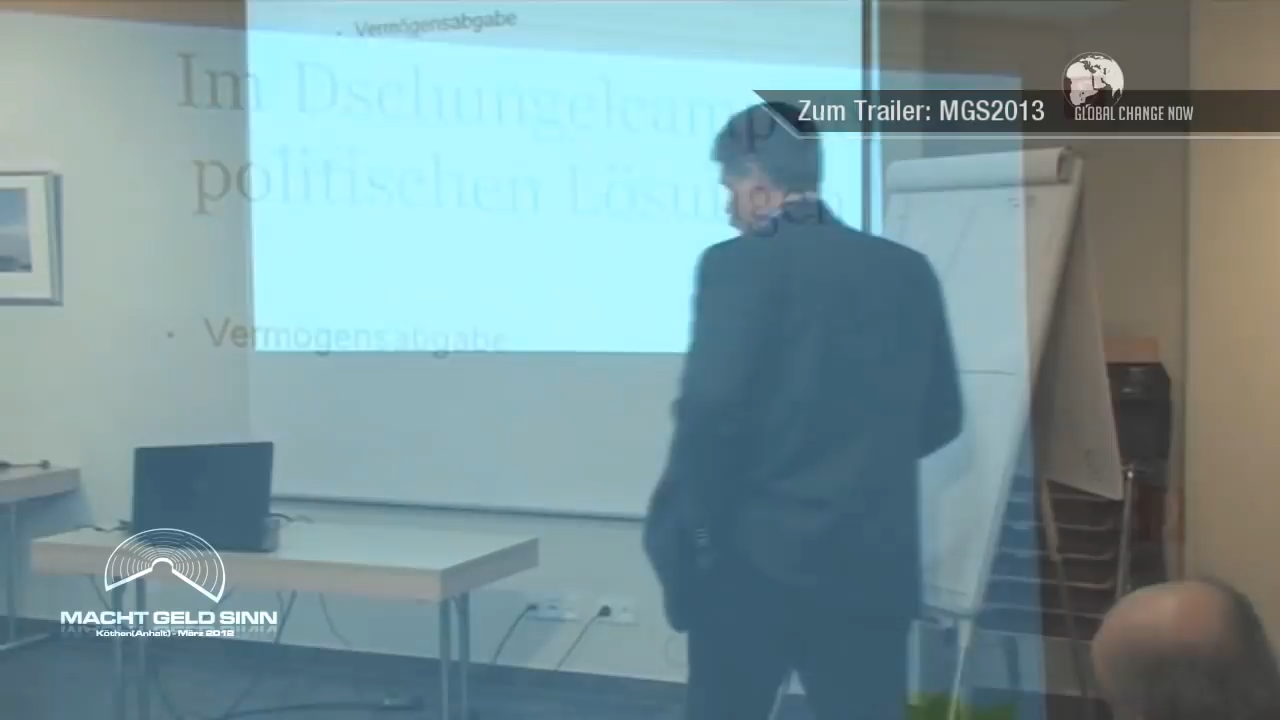 Vermögensabgabe
Im Dschungelcamp
politischen Lösungen
Vermögensabgabe
Zum Trailer: MGS2013
GLOBAL CHANGE NOW
MACHT GELD SINN
Köthen(Anhalt) - März 2012